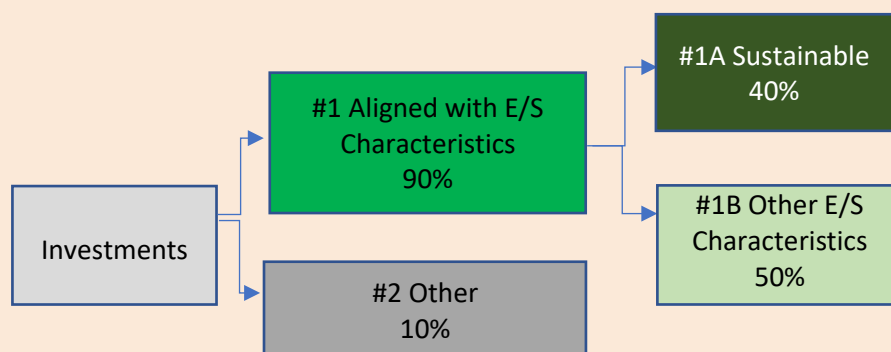 #1A Sustainable
40%
#1 Aligned with E/S
Characteristics
90%
#1B Other E/S
Characteristics
50%
Investments
#2 Other
10%